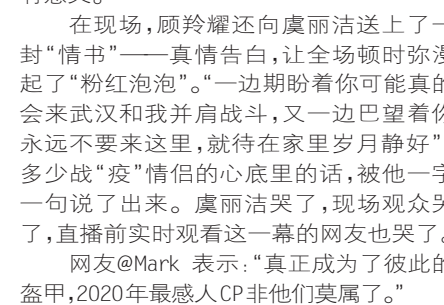 在现场，顾羚耀还向虞丽洁送上了一
封“情书”——真情告白，让全场顿时弥漫
起了“粉红泡泡”。“一边期盼着你可能真的
会来武汉和我并肩战斗，又一边巴望着你
永远不要来这里，就待在家里岁月静好”
多少战“疫”情侣的心底里的话，被他一字
一句说了出来。虞丽洁哭了，现场观众哭
了，直播前实时观看这一幕的网友也哭了。
网友@Mark 表示：“真正成为了彼此的
盔甲，2020年最感人CP非他们莫属了。”